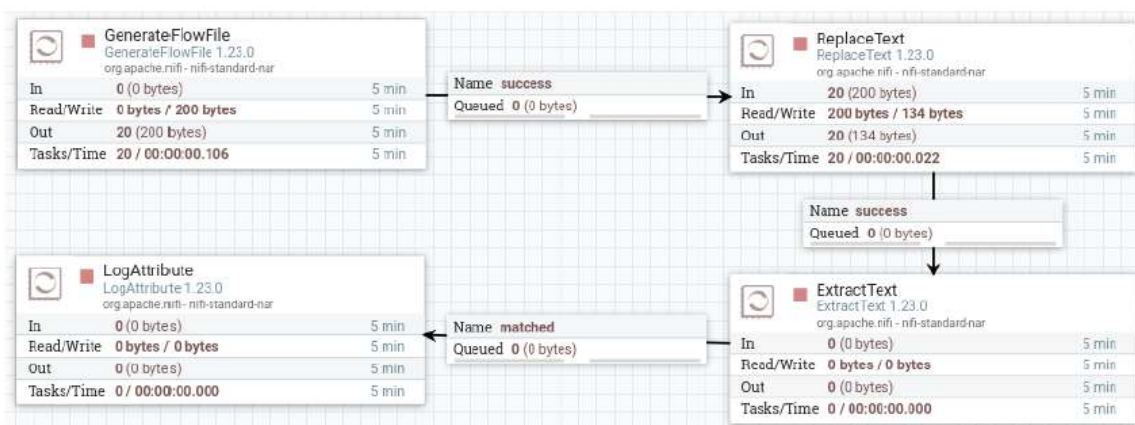 GenerateFlowFile
GenerateFlowFile 1.23.0
org.apache.nifi - nifi-standard-nar
In 0 (0 bytes) 5 min
Read/Write 0 bytes / 200 bytes 5 min
Out 20 (200 bytes) 5 min
Tasks/Time 20 / 00:00:00.106 5 min
Name success
Queued 0 (0 bytes)
ReplaceText
ReplaceText 1.23.0
org.apache.nifi - nifi-standard-nar
In 20 (200 bytes) 5 min
Read/Write 200 bytes / 134 bytes 5 min
Out 20 (134 bytes) 5 min
Tasks/Time 20 / 00:00:00.022 5 min
Name success
Queued 0 (0 bytes)
ExtractText
ExtractText 1.23.0
org.apache.nifi - nifi-standard-nar
In 0 (0 bytes) 5 min
Read/Write 0 bytes / 0 bytes 5 min
Out 0 (0 bytes) 5 min
Tasks/Time 0 / 00:00:00.000 5 min
Name matched
Queued 0 (0 bytes)
LogAttribute
LogAttribute 1.23.0
org.apache.nifi - nifi-standard-nar
In 0 (0 bytes) 5 min
Read/Write 0 bytes / 0 bytes 5 min
Out 0 (0 bytes) 5 min
Tasks/Time 0 / 00:00:00.000 5 min